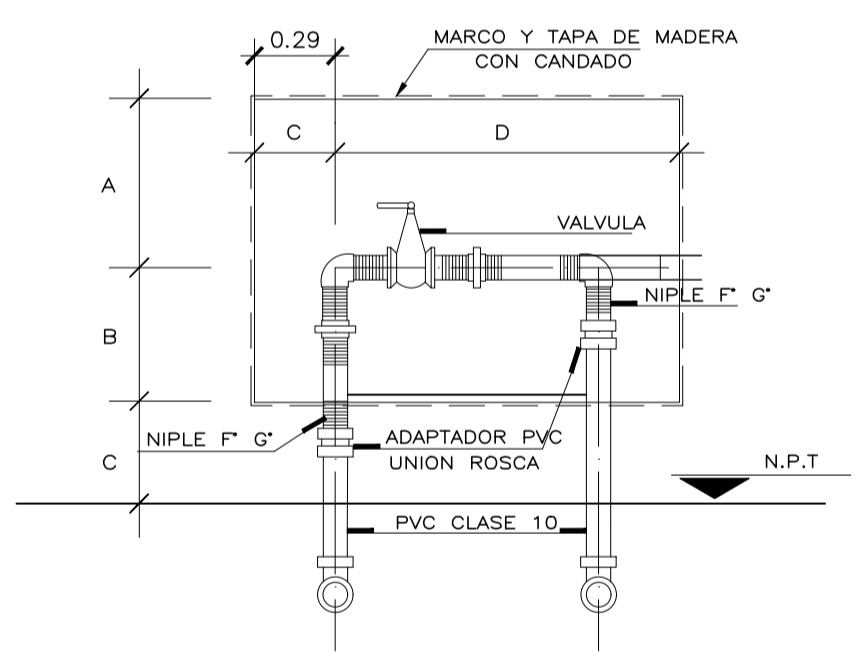 0.29
MARCO Y TAPA DE MADERA
CON CANDADO
C
D
A
VALVULA
NIPLE F° G°
B
NIPLE F° G°
ADAPTADOR PVC
UNION ROSCA
C
N.P.T
PVC CLASE 10